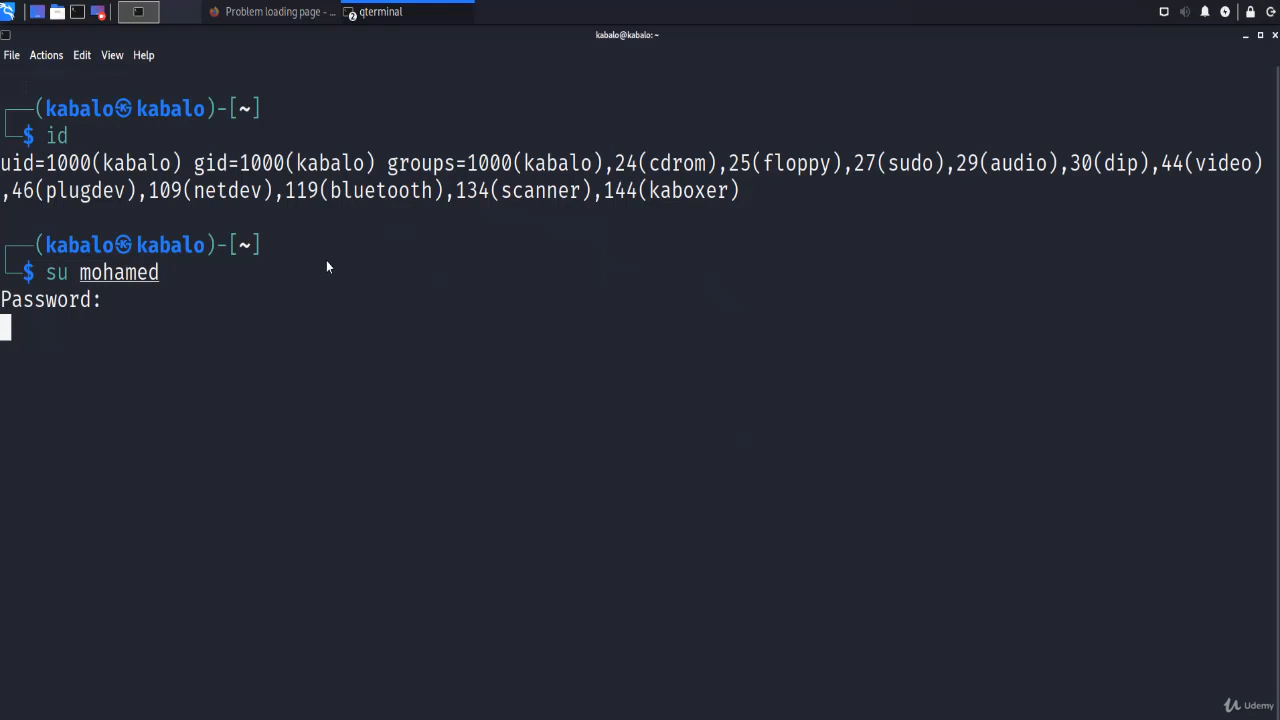 Problem loading page - ...
qterminal
2
kabalo@kabalo: ~
File Actions Edit View Help
┌──(kabalo㉿kabalo)-[~]
└─$ id
uid=1000(kabalo) gid=1000(kabalo) groups=1000(kabalo),24(cdrom),25(floppy),27(sudo),29(audio),30(dip),44(video)
,46(plugdev),109(netdev),119(bluetooth),134(scanner),144(kaboxer)
┌──(kabalo㉿kabalo)-[~]
└─$ su mohamed
Password:
Udemy